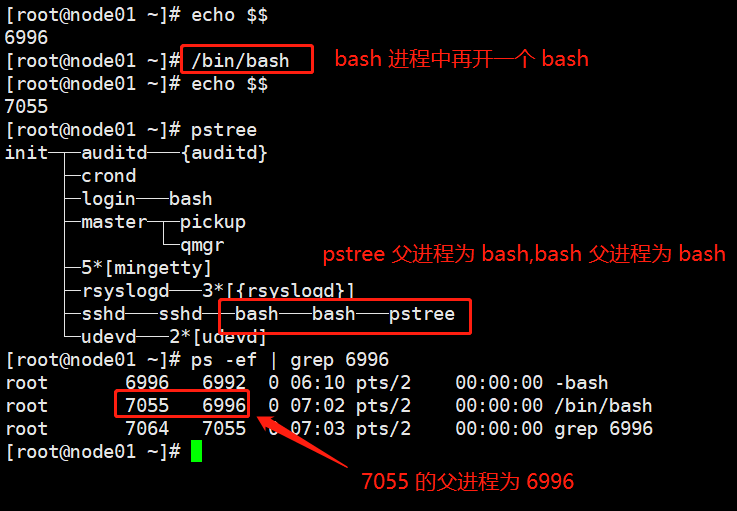 [root@node01 ~]# echo $$
6996
[root@node01 ~]# /bin/bash bash 进程中再开一个 bash
[root@node01 ~]# echo $$
7055
[root@node01 ~]# pstree
init─┬─auditd───{auditd}
├─crond
├─login───bash
├─master─┬─pickup
└─qmgr
pstree 父进程为 bash,bash 父进程为 bash
├─5*[mingetty]
├─rsyslogd───3*[{rsyslogd}]
├─sshd───sshd───bash───bash───pstree
└─udevd───2*[udevd]
[root@node01 ~]# ps -ef | grep 6996
root 6996 6992 0 06:10 pts/2 00:00:00 -bash
root 7055 6996 0 07:02 pts/2 00:00:00 /bin/bash
root 7064 7055 0 07:03 pts/2 00:00:00 grep 6996
[root@node01 ~]#
7055 的父进程为 6996